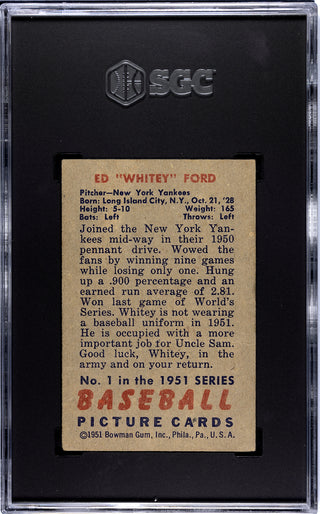 SGC
ED "WHITEY" FORD
Pitcher—New York Yankees
Born: Long Island City, N.Y., Oct. 21, '28
Height: 5-10 Weight: 165
Bats: Left Throws: Left
Joined the New York Yan-
kees mid-way in their 1950
pennant drive. Wowed the
fans by winning nine games
while losing only one. Hung
up a .900 percentage and an
earned run average of 2.81.
Won last game of World's
Series. Whitey is not wearing
a baseball uniform in 1951.
He is occupied with a more
important job for Uncle Sam.
Good luck, Whitey, in the
army and on your return.
No. 1 in the 1951 SERIES
BASEBALL
PICTURE CARDS
©1951 Bowman Gum, Inc., Phila., Pa., U.S.A.